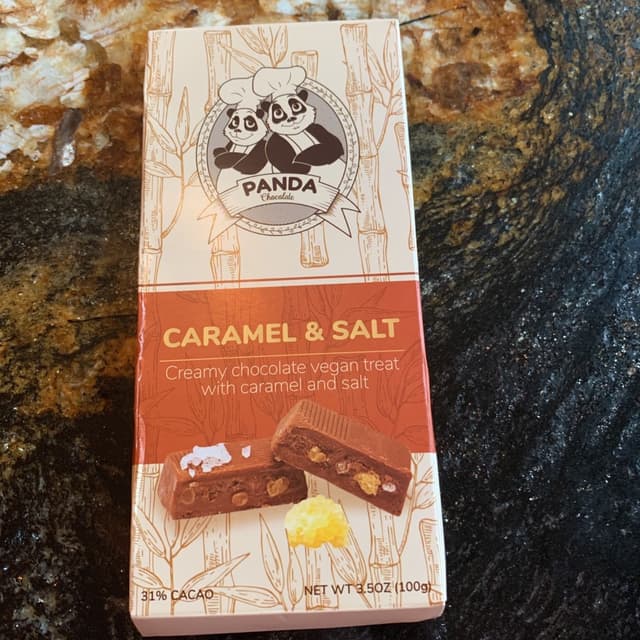 PANDA
Chocolate
CARAMEL & SALT
Creamy chocolate vegan treat
with caramel and salt
31% CACAO
NET WT 3.5OZ (100g)